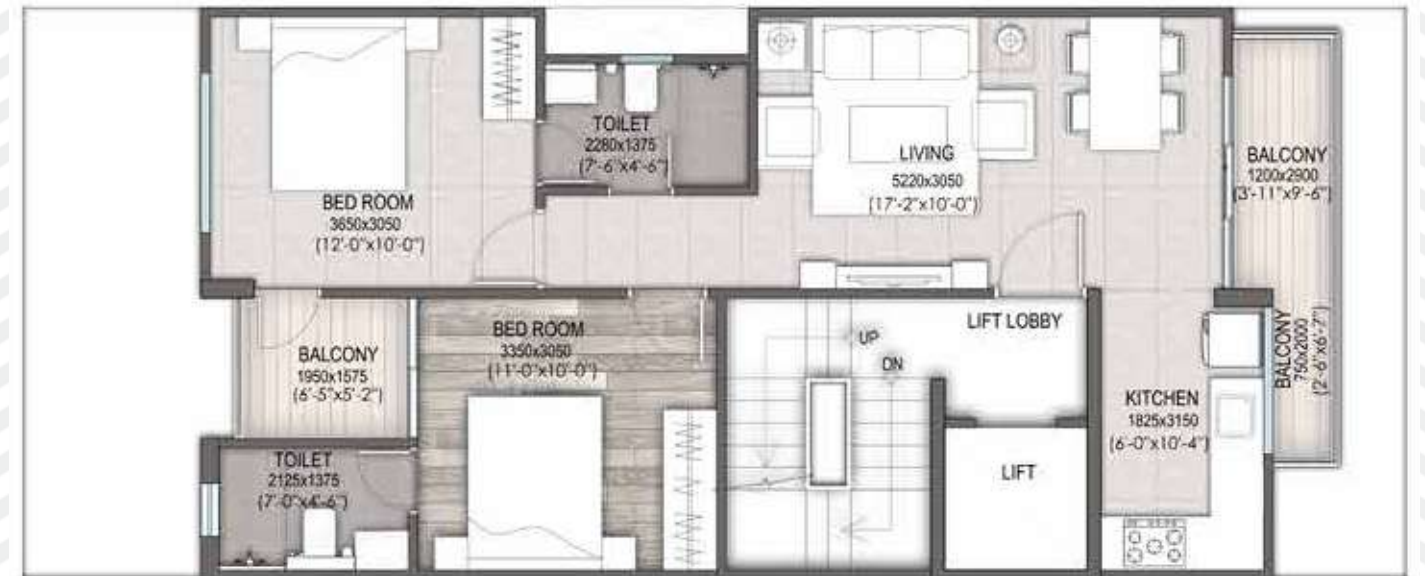 TOILET
2280x1375
(7'-6"x4'-6")
LIVING
5220x3050
(17'-2"x10'-0")
BALCONY
1200x2900
(3'-11"x9'-6")
BED ROOM
3650x3050
(12'-0"x10'-0")
BED ROOM
3350x3050
(11'-0"x10'-0")
UP
DN
LIFT LOBBY
BALCONY
750x2000
(2'-6"x6'-7")
BALCONY
1950x1575
(6'-5"x5'-2")
KITCHEN
1825x3150
(6-0"x10'-4")
TOILET
2125x1375
(7'-0"x4'-6")
LIFT